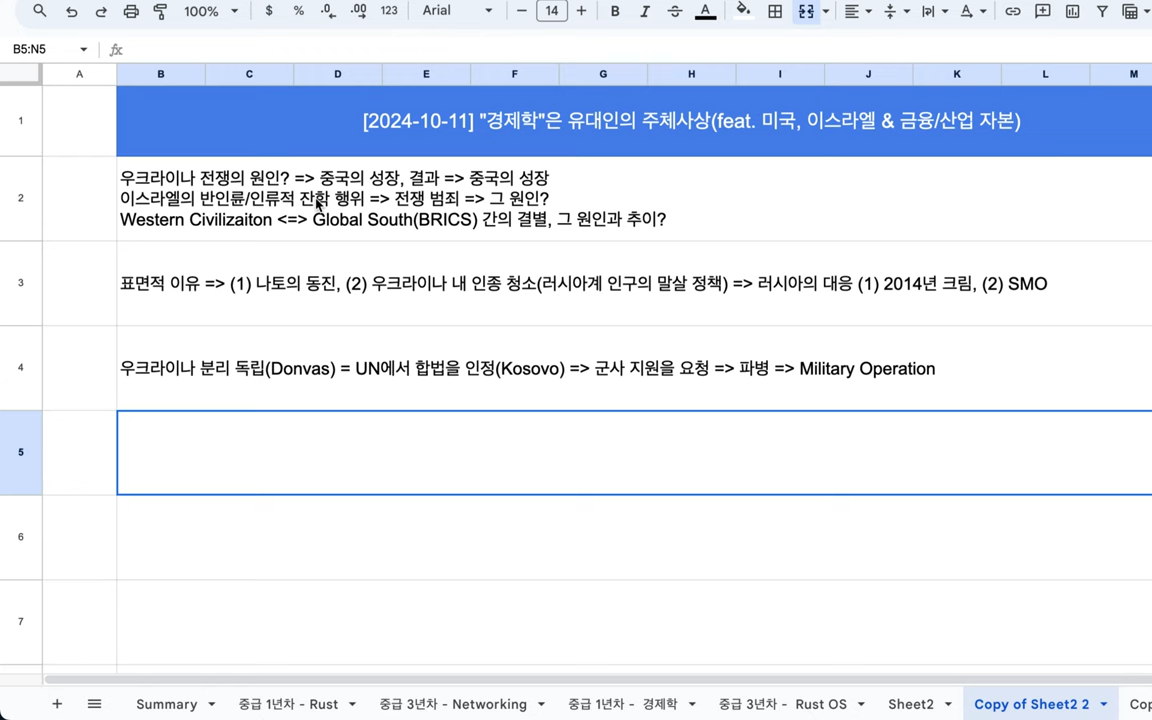 100%
$ % .0 .00 123 Arial 14 B I S A
B5:N5 fx
A B C D E F G H I J K L M
1 [2024-10-11] "경제학"은 유대인의 주체사상(feat. 미국, 이스라엘 & 금융/산업 자본)
우크라이나 전쟁의 원인? => 중국의 성장, 결과 => 중국의 성장
2 이스라엘의 반인륜/인류적 잔학 행위 => 전쟁 범죄 => 그 원인?
Western Civilizaiton <=> Global South(BRICS) 간의 결별, 그 원인과 추이?
3 표면적 이유 => (1) 나토의 동진, (2) 우크라이나 내 인종 청소(러시아계 인구의 말살 정책) => 러시아의 대응 (1) 2014년 크림, (2) SMO
4 우크라이나 분리 독립(Donvas) = UN에서 합법을 인정(Kosovo) => 군사 지원을 요청 => 파병 => Military Operation
5
6
7
+ Summary 중급 1년차 - Rust 중급 3년차 - Networking 중급 1년차 - 경제학 중급 3년차 - Rust OS Sheet2 Copy of Sheet2 2 Cop